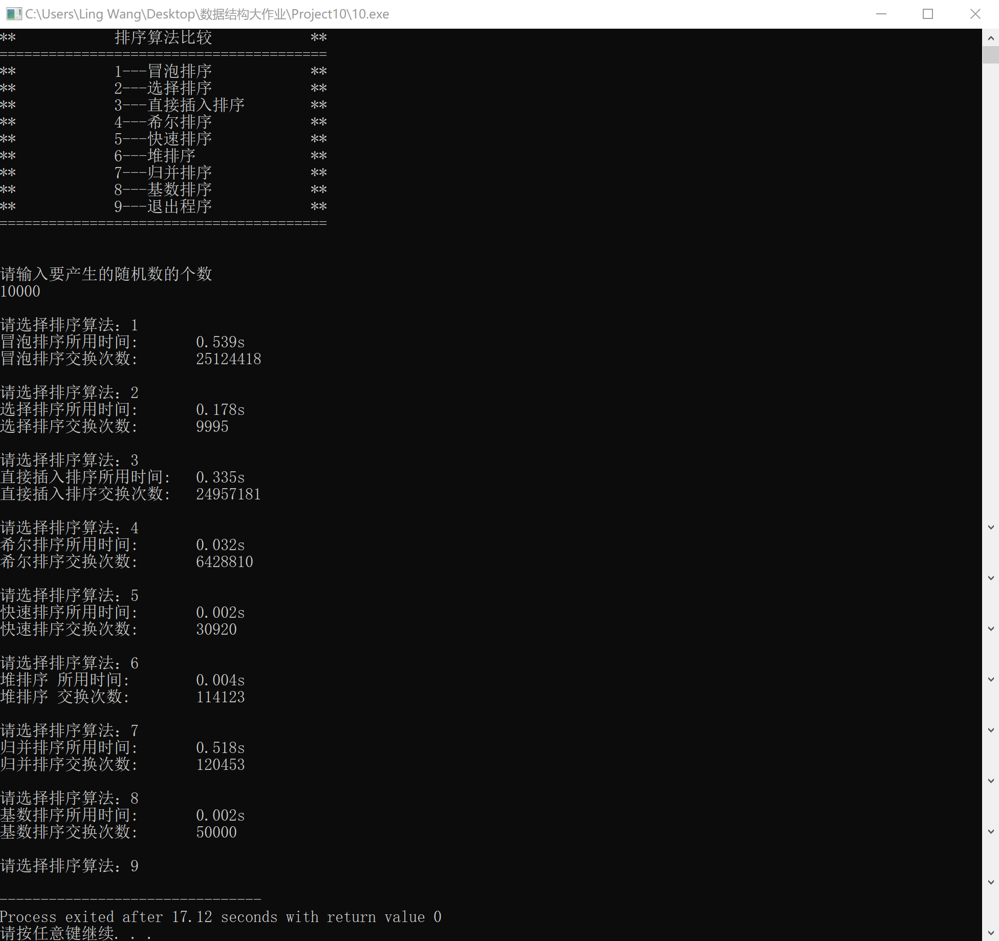 C:\Users\Ling Wang\Desktop\数据结构大作业\Project10\10.exe
**            排序算法比较            **
========================================
**            1---冒泡排序            **
**            2---选择排序            **
**            3---直接插入排序        **
**            4---希尔排序            **
**            5---快速排序            **
**            6---堆排序              **
**            7---归并排序            **
**            8---基数排序            **
**            9---退出程序            **
========================================
请输入要产生的随机数的个数
10000
请选择排序算法：1
冒泡排序所用时间:       0.539s
冒泡排序交换次数:       25124418
请选择排序算法：2
选择排序所用时间:       0.178s
选择排序交换次数:       9995
请选择排序算法：3
直接插入排序所用时间:   0.335s
直接插入排序交换次数:   24957181
请选择排序算法：4
希尔排序所用时间:       0.032s
希尔排序交换次数:       6428810
请选择排序算法：5
快速排序所用时间:       0.002s
快速排序交换次数:       30920
请选择排序算法：6
堆排序 所用时间:        0.004s
堆排序 交换次数:        114123
请选择排序算法：7
归并排序所用时间:       0.518s
归并排序交换次数:       120453
请选择排序算法：8
基数排序所用时间:       0.002s
基数排序交换次数:       50000
请选择排序算法：9
--------------------------------
Process exited after 17.12 seconds with return value 0
请按任意键继续. . .